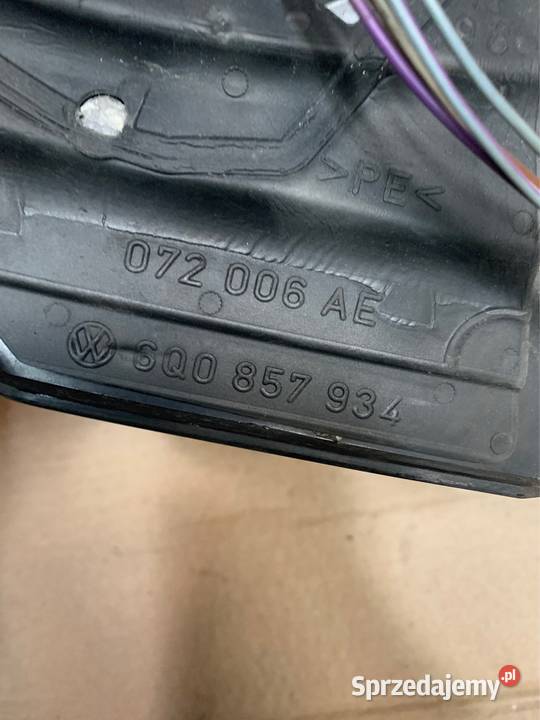 >PE<
072 006 AE
6Q0 857 934
Sprzedajemy.pl